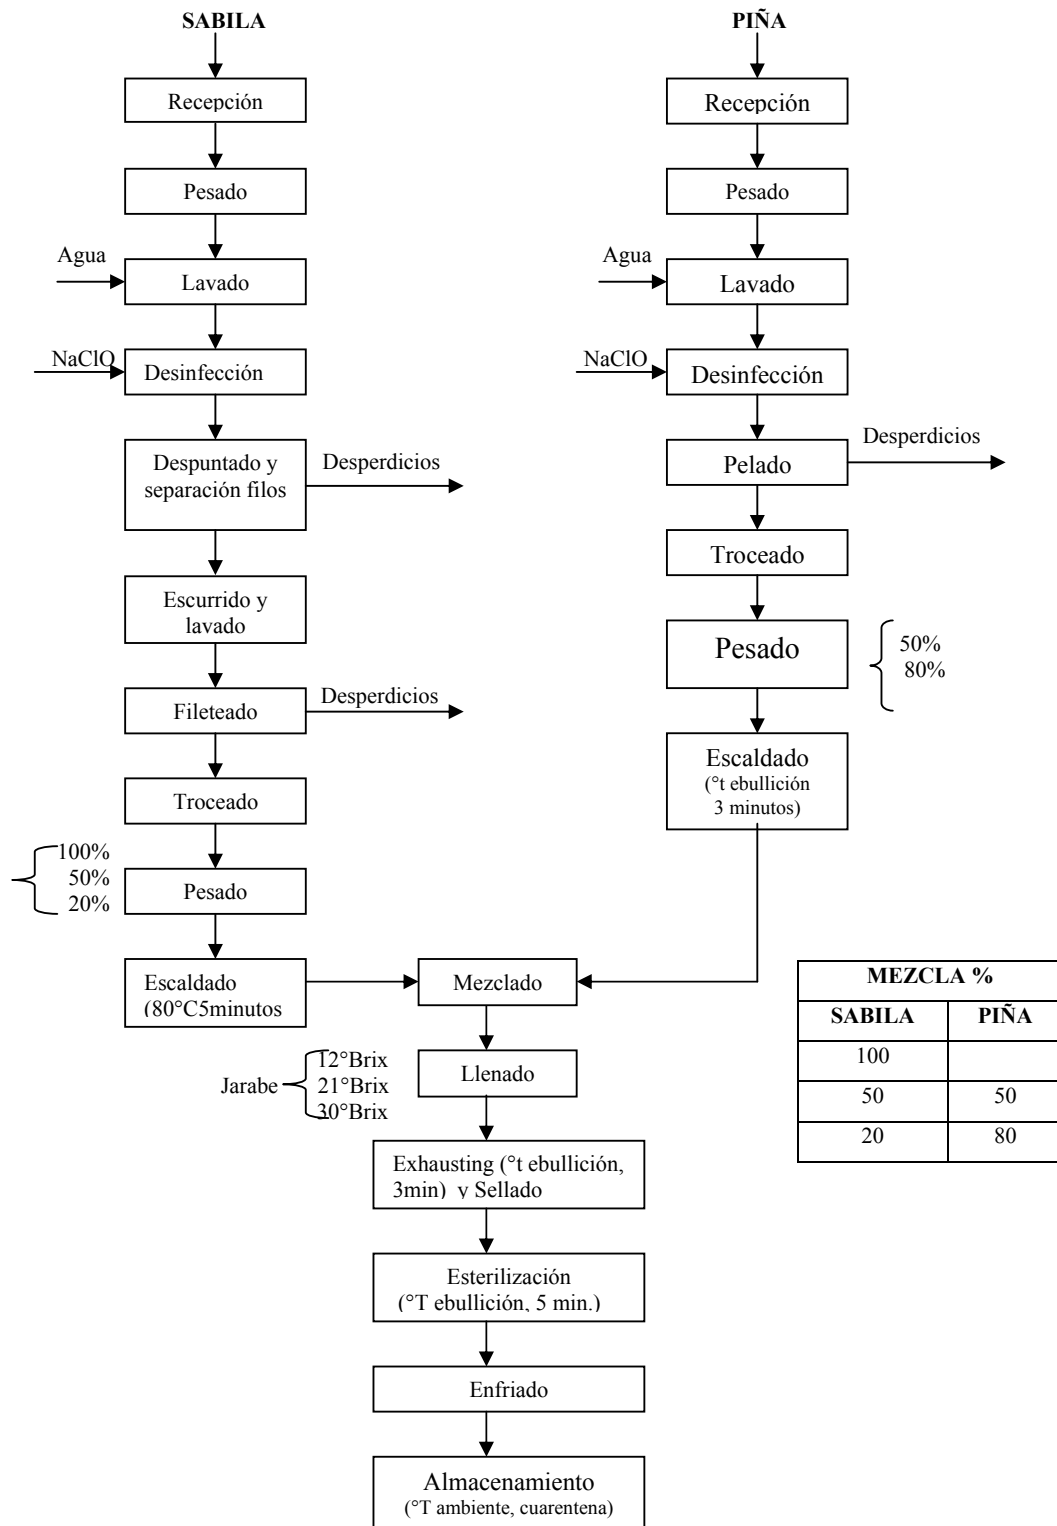 SABILA
Recepción
Pesado
Agua
Lavado
NaClO
Desinfección
Despuntado y
separación filos
Desperdicios
Escurrido y
lavado
Fileteado
Desperdicios
Troceado
100%
50%
20%
Pesado
Escaldado
(80°C5minutos
PIÑA
Recepción
Pesado
Agua
Lavado
NaClO
Desinfección
Pelado
Desperdicios
Troceado
Pesado
50%
80%
Escaldado
(°t ebullición
3 minutos)
Mezclado
Jarabe
12°Brix
21°Brix
30°Brix
Llenado
Exhausting (°t ebullición,
3min) y Sellado
Esterilización
(°T ebullición, 5 min.)
Enfriado
Almacenamiento
(°T ambiente, cuarentena)
MEZCLA %
SABILA PIÑA
100
50 50
20 80